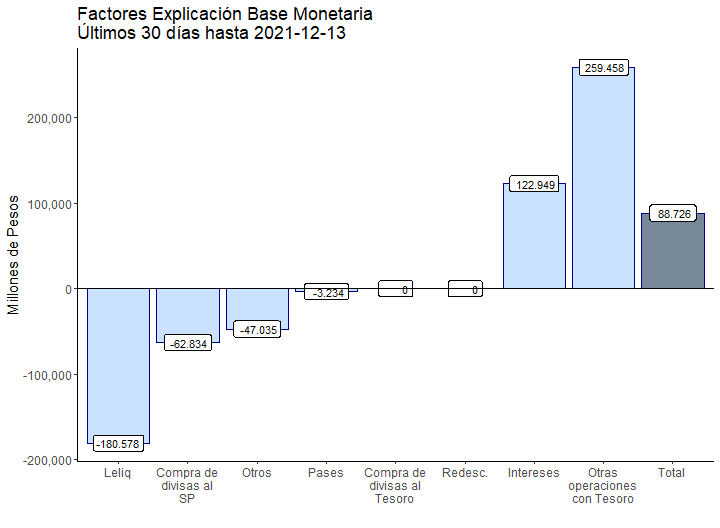 Factores Explicación Base Monetaria
Últimos 30 días hasta 2021-12-13
Millones de Pesos
200,000
100,000
0
-100,000
-200,000
-180.578
-62.834
-47.035
-3.234
0
0
122.949
259.458
88.726
Leliq
Compra de
divisas al
SP
Otros
Pases
Compra de
divisas al
Tesoro
Redesc.
Intereses
Otras
operaciones
con Tesoro
Total